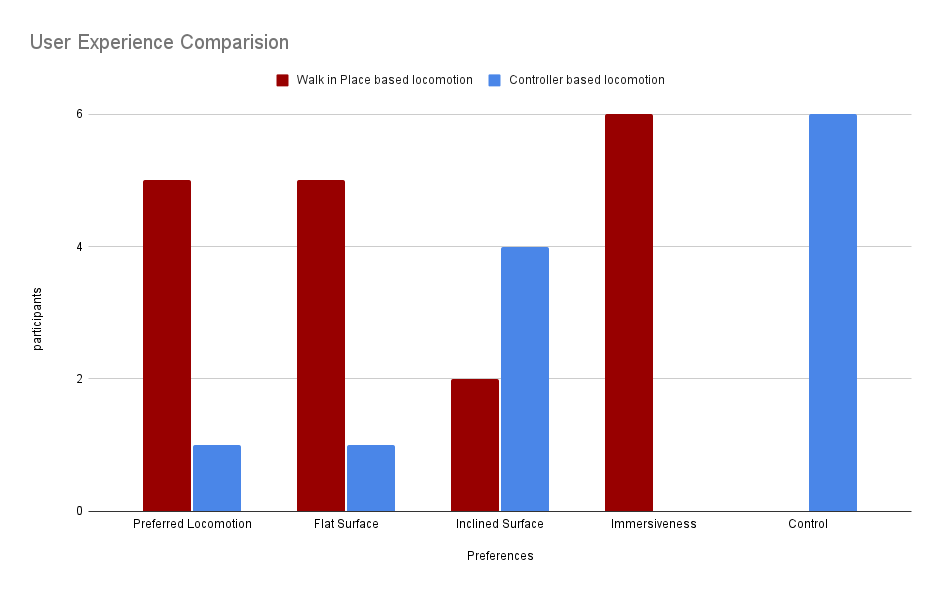 User Experience Comparision
Walk in Place based locomotion Controller based locomotion
6
4
2
0
participants
Preferred Locomotion Flat Surface Inclined Surface Immersiveness Control
Preferences